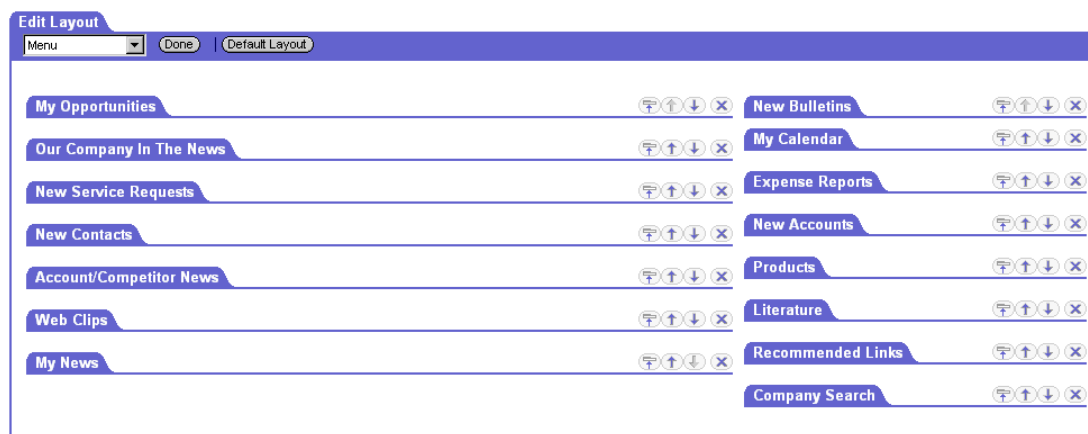 Edit Layout
Menu Done | Default Layout
My Opportunities
Our Company In The News
New Service Requests
New Contacts
Account/Competitor News
Web Clips
My News
New Bulletins
My Calendar
Expense Reports
New Accounts
Products
Literature
Recommended Links
Company Search